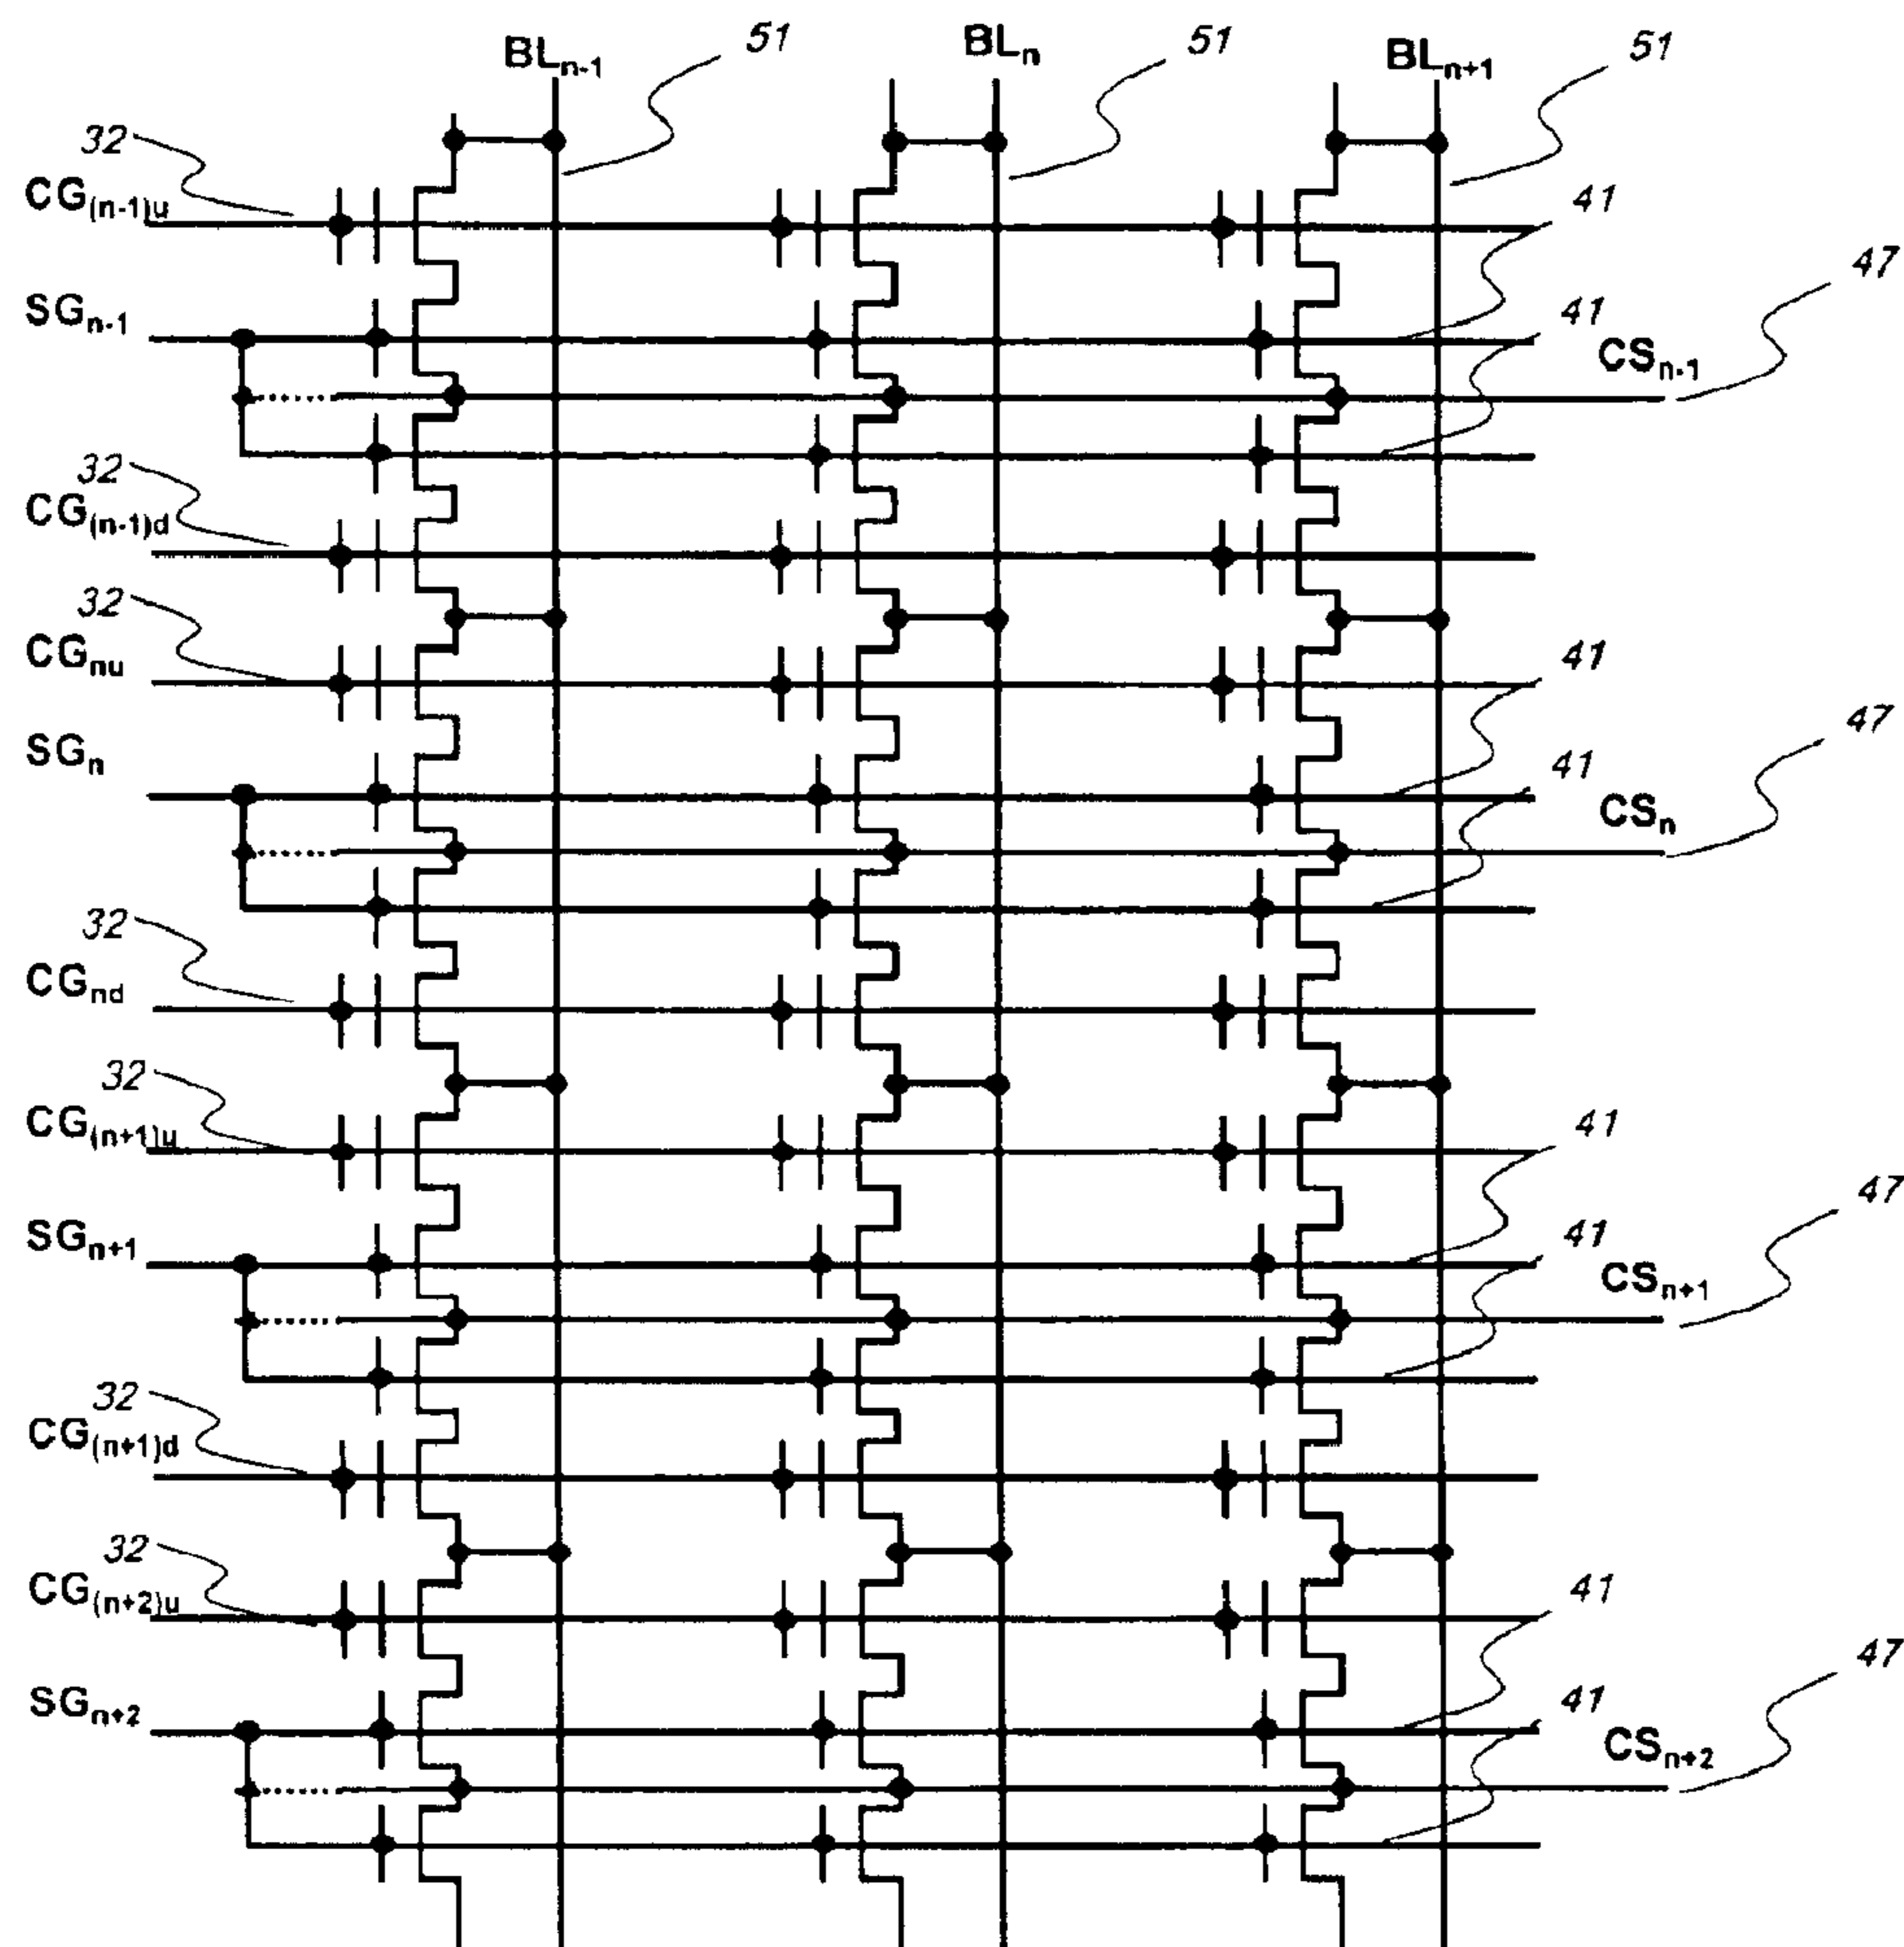 BLn-1 51 BLn 51 BLn+1 51
32
CG(n-1)u 41
47
SGn-1 41
CSn-1
32
CG(n-1)d
32
CGnu 41
47
SGn 41
CSn
32
CGnd
32
CG(n+1)u 41
47
SGn+1 41
CSn+1
32
CG(n+1)d
32
CG(n+2)u 41
47
SGn+2 41
CSn+2